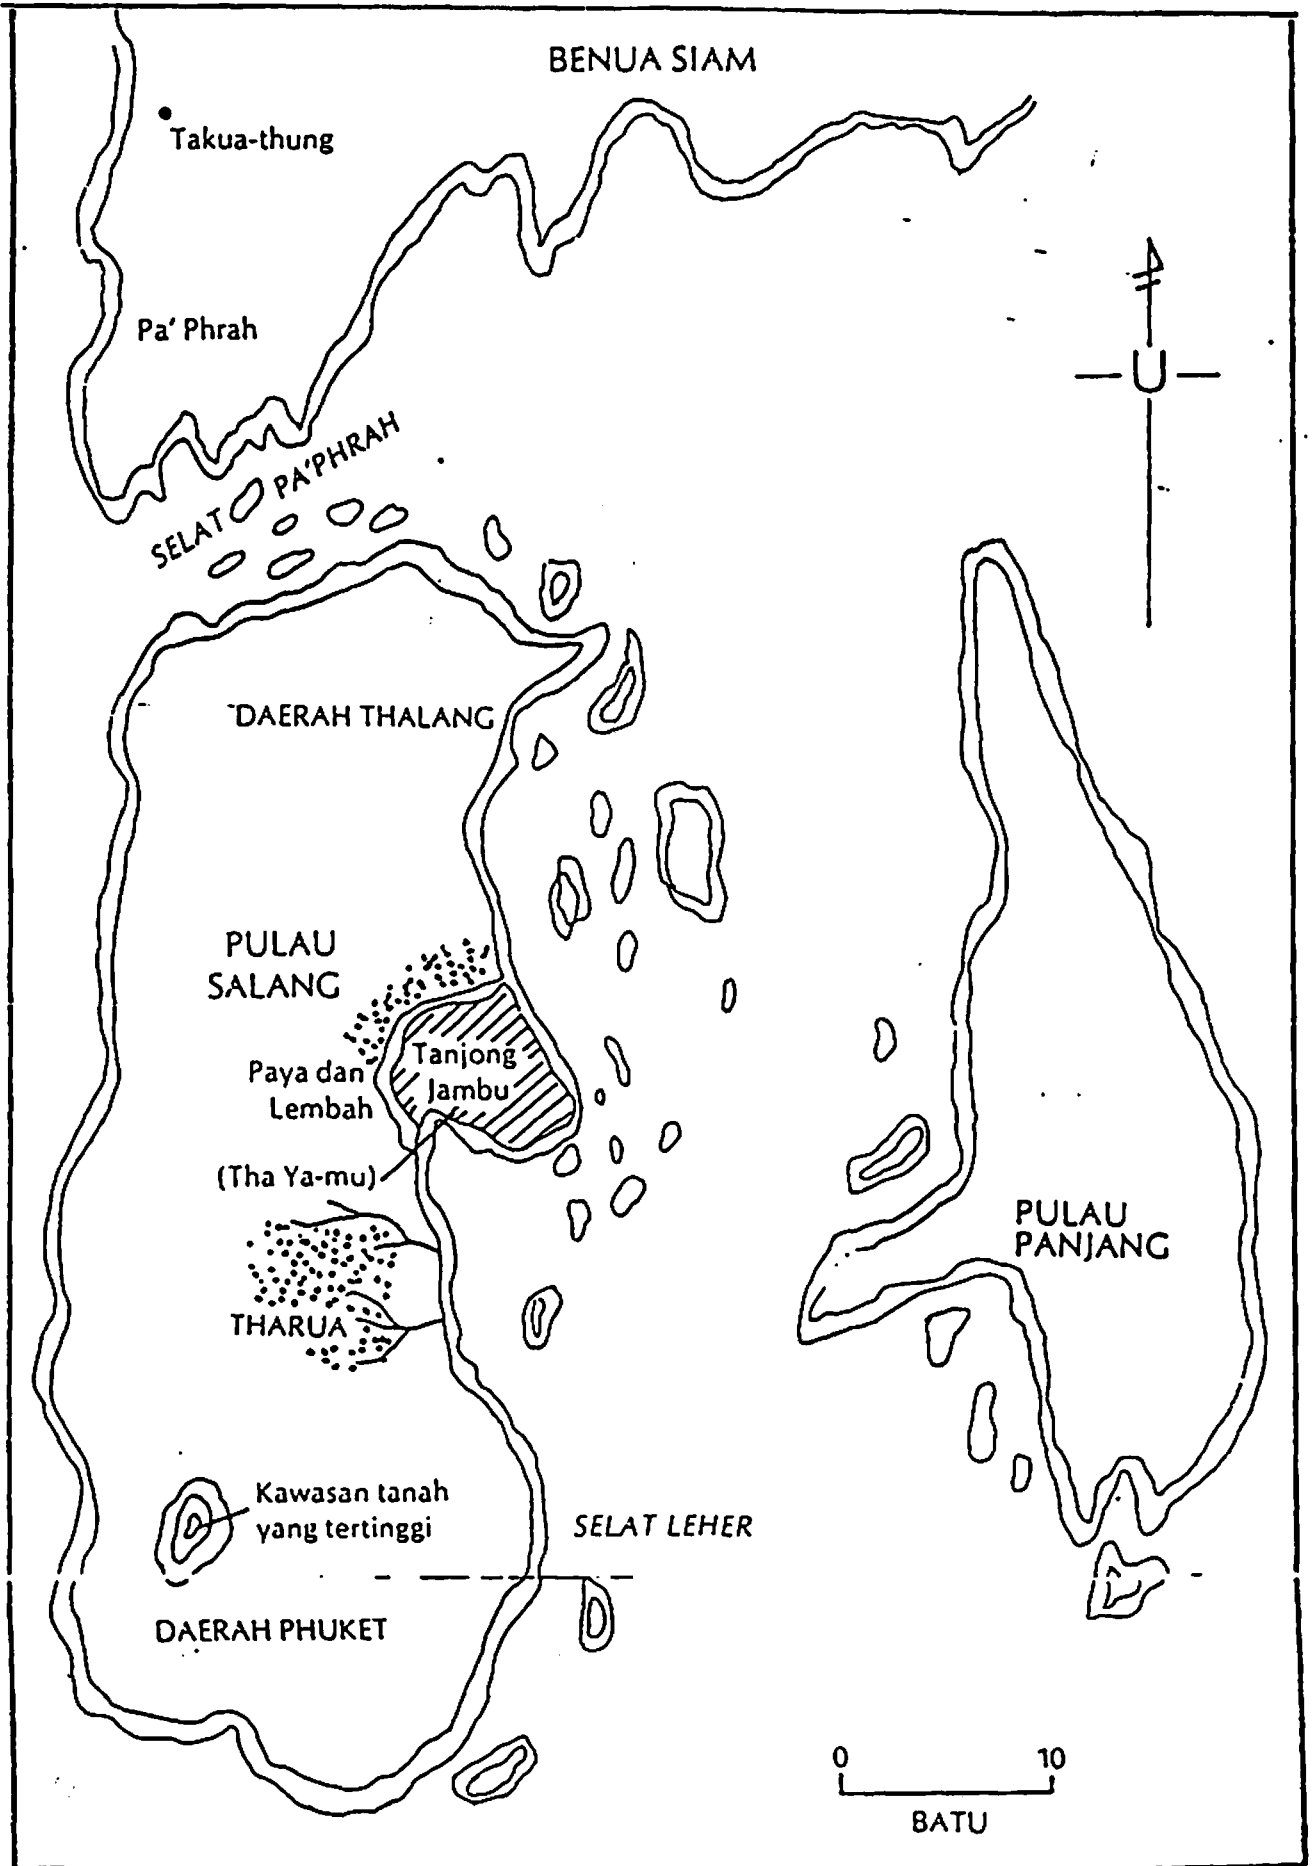 BENUA SIAM
Takua-thung
Pa' Phrah
U
SELAT PA'PHRAH
DAERAH THALANG
PULAU
SALANG
Tanjong
Jambu
Paya dan
Lembah
(Tha Ya-mu)
PULAU
PANJANG
THARUA
Kawasan tanah
yang tertinggi
SELAT LEHER
DAERAH PHUKET
0 10
BATU